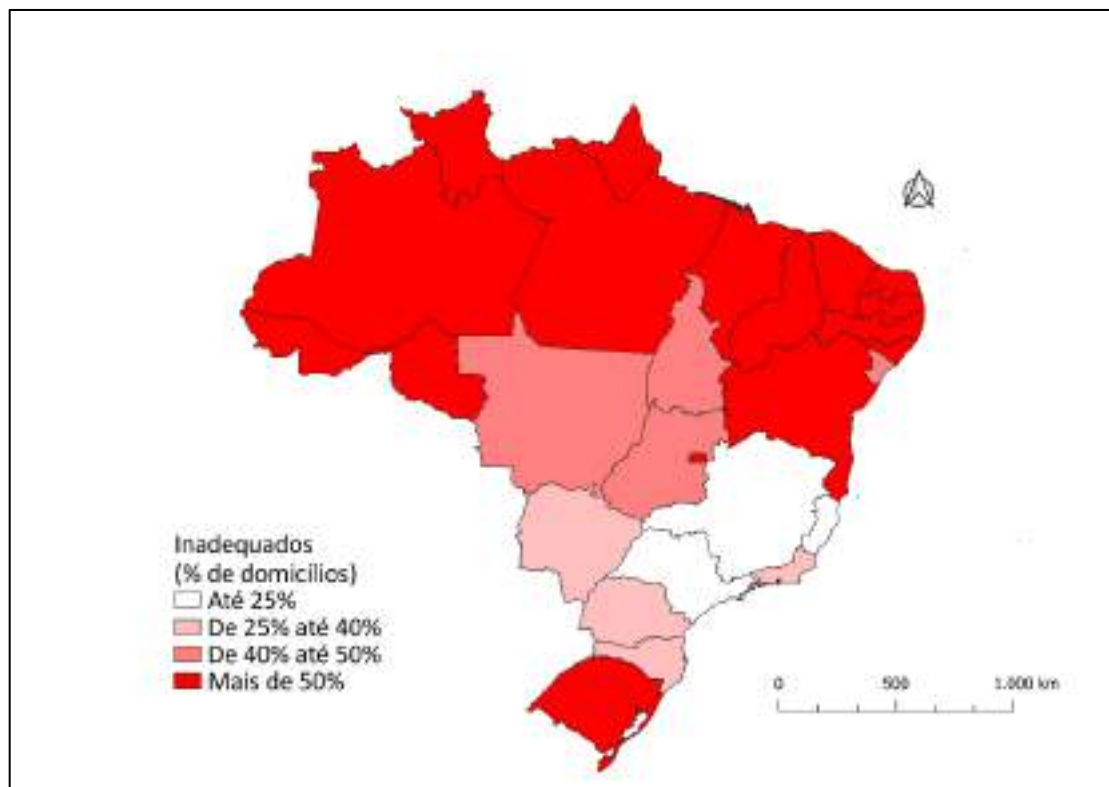 Inadequados
(% de domicílios)
Até 25%
De 25% até 40%
De 40% até 50%
Mais de 50%
0 500 1.000 km